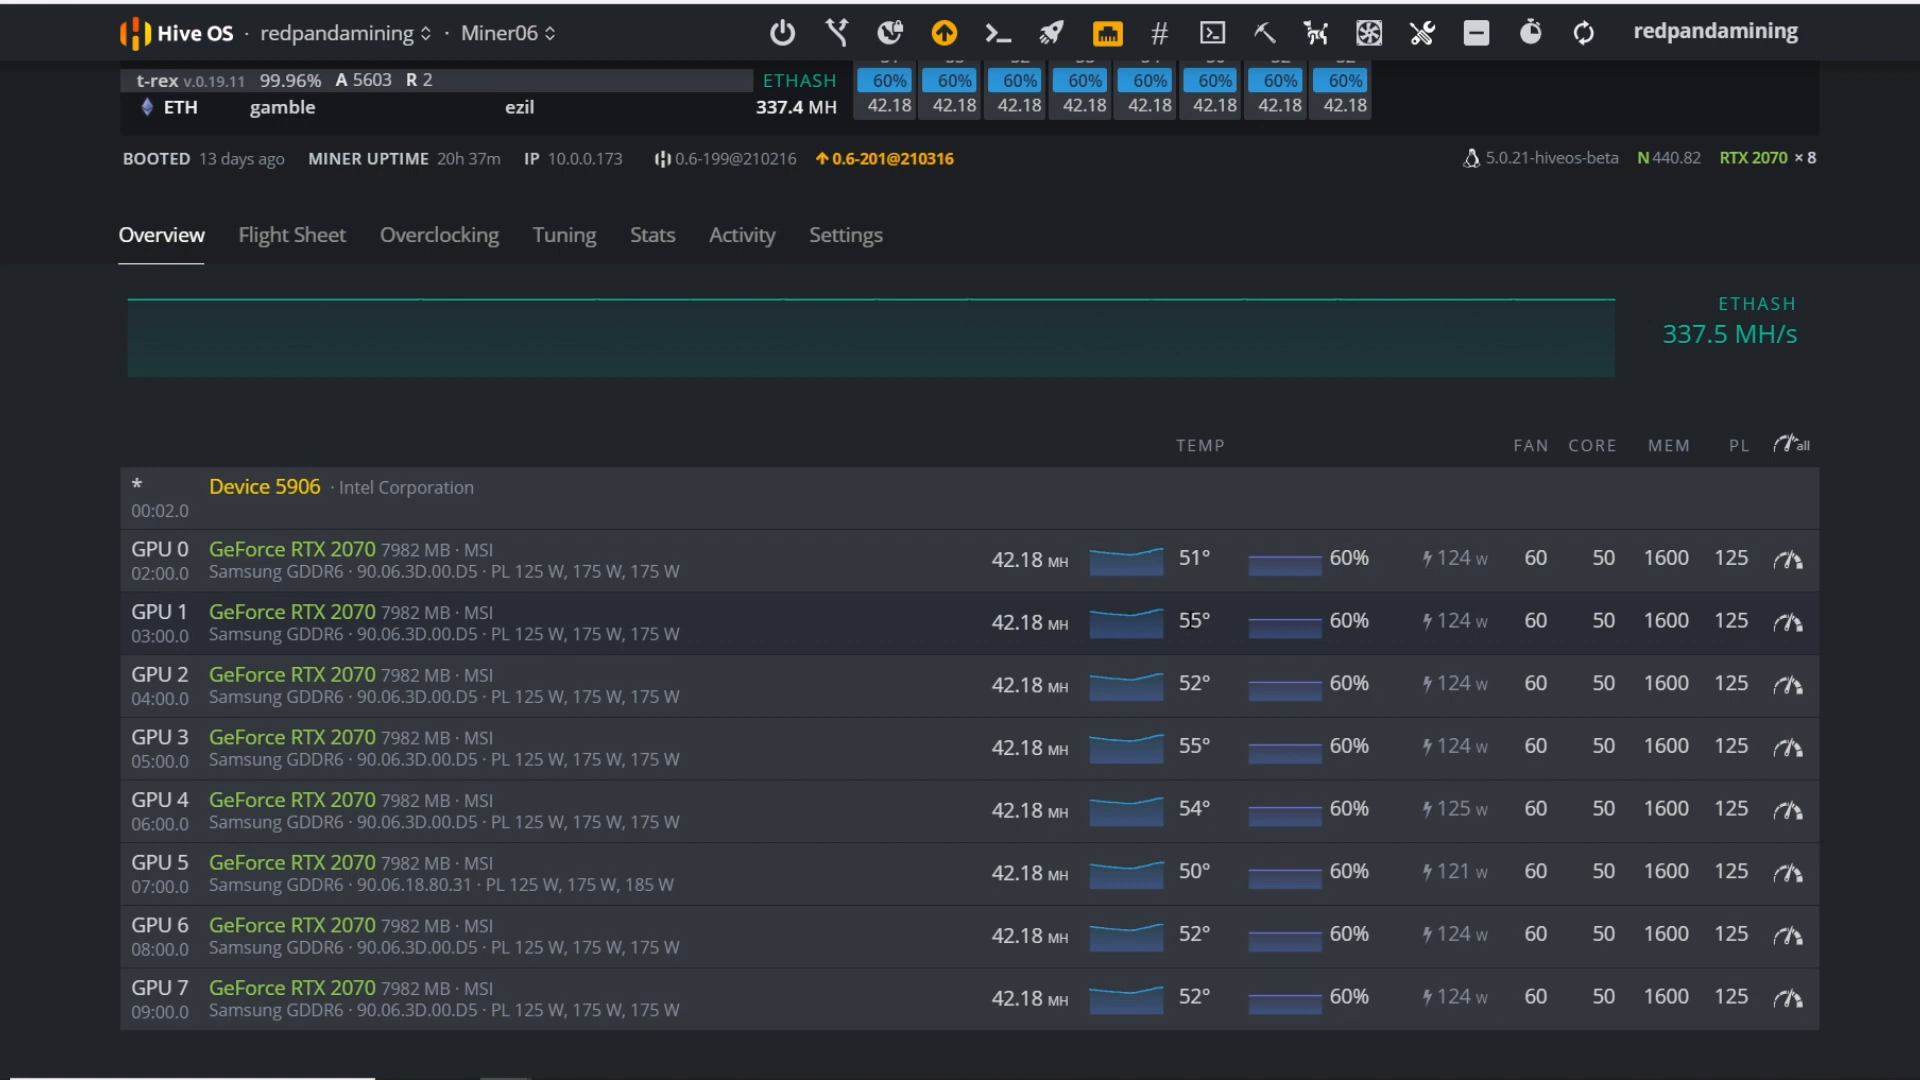 Hive OS · redpandamining · Miner06 # redpandamining
t-rex v.0.19.11 99.96% A 5603 R 2 ETHASH 60% 60% 60% 60% 60% 60% 60% 60%
ETH gamble ezil 337.4 MH 42.18 42.18 42.18 42.18 42.18 42.18 42.18 42.18
BOOTED 13 days ago MINER UPTIME 20h 37m IP 10.0.0.173 0.6-199@210216 0.6-201@210316 5.0.21-hiveos-beta N 440.82 RTX 2070 × 8
Overview Flight Sheet Overclocking Tuning Stats Activity Settings
ETHASH
337.5 MH/s
TEMP FAN CORE MEM PL all
* Device 5906 · Intel Corporation
00:02.0
GPU 0 GeForce RTX 2070 7982 MB · MSI 42.18 MH 51° 60% 124 W 60 50 1600 125
02:00.0 Samsung GDDR6 · 90.06.3D.00.D5 · PL 125 W, 175 W, 175 W
GPU 1 GeForce RTX 2070 7982 MB · MSI 42.18 MH 55° 60% 124 W 60 50 1600 125
03:00.0 Samsung GDDR6 · 90.06.3D.00.D5 · PL 125 W, 175 W, 175 W
GPU 2 GeForce RTX 2070 7982 MB · MSI 42.18 MH 52° 60% 124 W 60 50 1600 125
04:00.0 Samsung GDDR6 · 90.06.3D.00.D5 · PL 125 W, 175 W, 175 W
GPU 3 GeForce RTX 2070 7982 MB · MSI 42.18 MH 55° 60% 124 W 60 50 1600 125
05:00.0 Samsung GDDR6 · 90.06.3D.00.D5 · PL 125 W, 175 W, 175 W
GPU 4 GeForce RTX 2070 7982 MB · MSI 42.18 MH 54° 60% 125 W 60 50 1600 125
06:00.0 Samsung GDDR6 · 90.06.3D.00.D5 · PL 125 W, 175 W, 175 W
GPU 5 GeForce RTX 2070 7982 MB · MSI 42.18 MH 50° 60% 121 W 60 50 1600 125
07:00.0 Samsung GDDR6 · 90.06.18.80.31 · PL 125 W, 175 W, 185 W
GPU 6 GeForce RTX 2070 7982 MB · MSI 42.18 MH 52° 60% 124 W 60 50 1600 125
08:00.0 Samsung GDDR6 · 90.06.3D.00.D5 · PL 125 W, 175 W, 175 W
GPU 7 GeForce RTX 2070 7982 MB · MSI 42.18 MH 52° 60% 124 W 60 50 1600 125
09:00.0 Samsung GDDR6 · 90.06.3D.00.D5 · PL 125 W, 175 W, 175 W